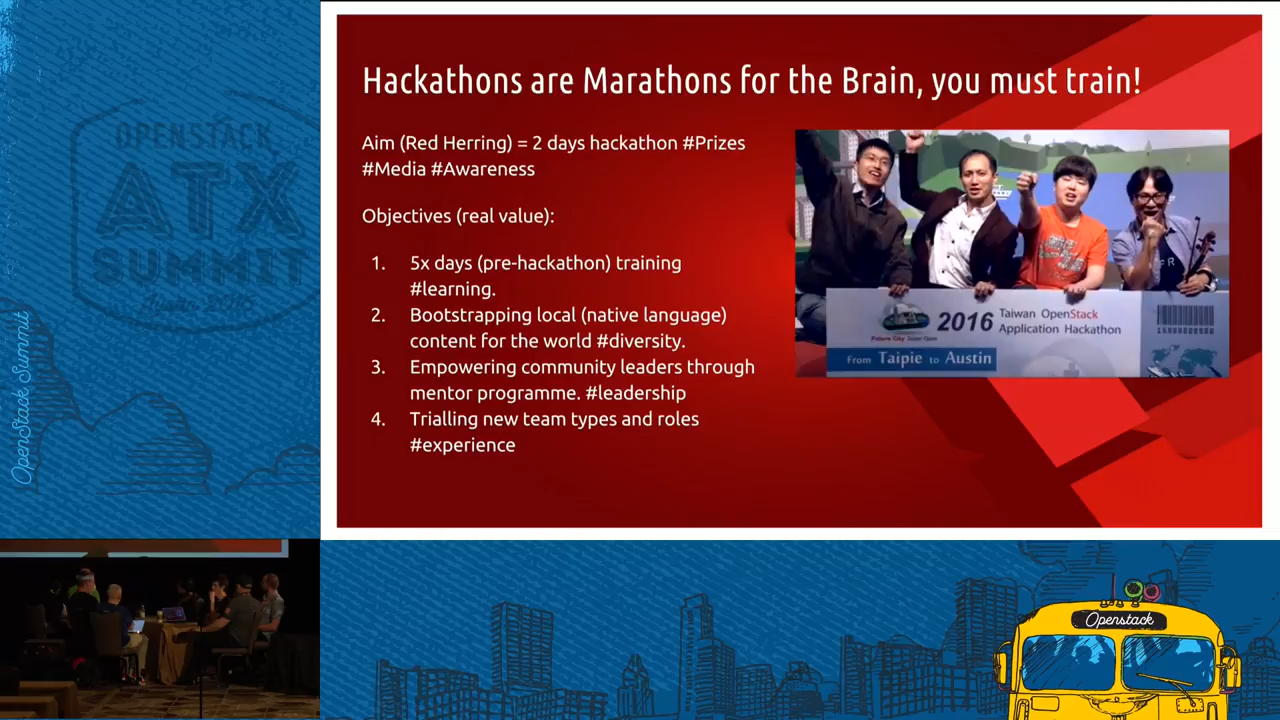 OPENSTACK
ATX
SUMMIT
OpenStack Summit
Hackathons are Marathons for the Brain, you must train!
Aim (Red Herring) = 2 days hackathon #Prizes
#Media #Awareness
Objectives (real value):
1. 5x days (pre-hackathon) training
#learning.
2. Bootstrapping local (native language)
content for the world #diversity.
3. Empowering community leaders through
mentor programme. #leadership
4. Trialling new team types and roles
#experience
2016 Taiwan OpenStack
Application Hackathon
From Taipie to Austin
Openstack